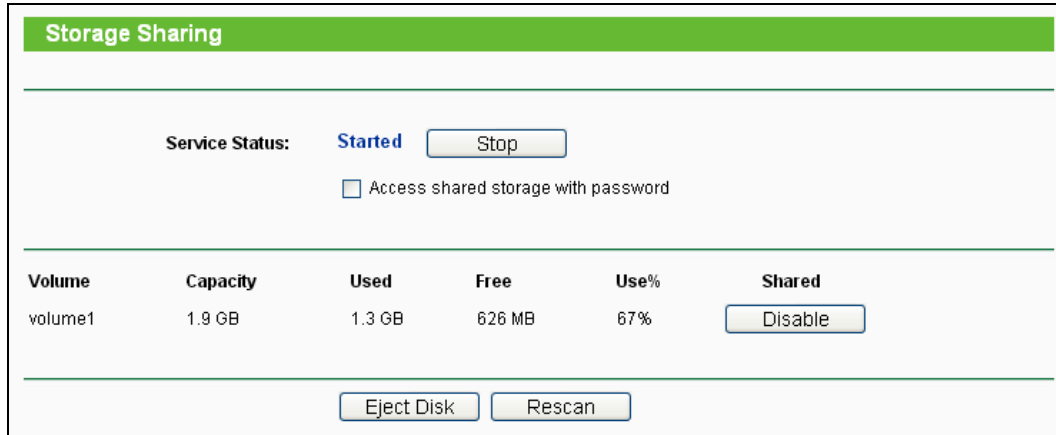 Storage Sharing
Service Status: Started Stop
Access shared storage with password
Volume Capacity Used Free Use% Shared
volume1 1.9 GB 1.3 GB 626 MB 67% Disable
Eject Disk Rescan